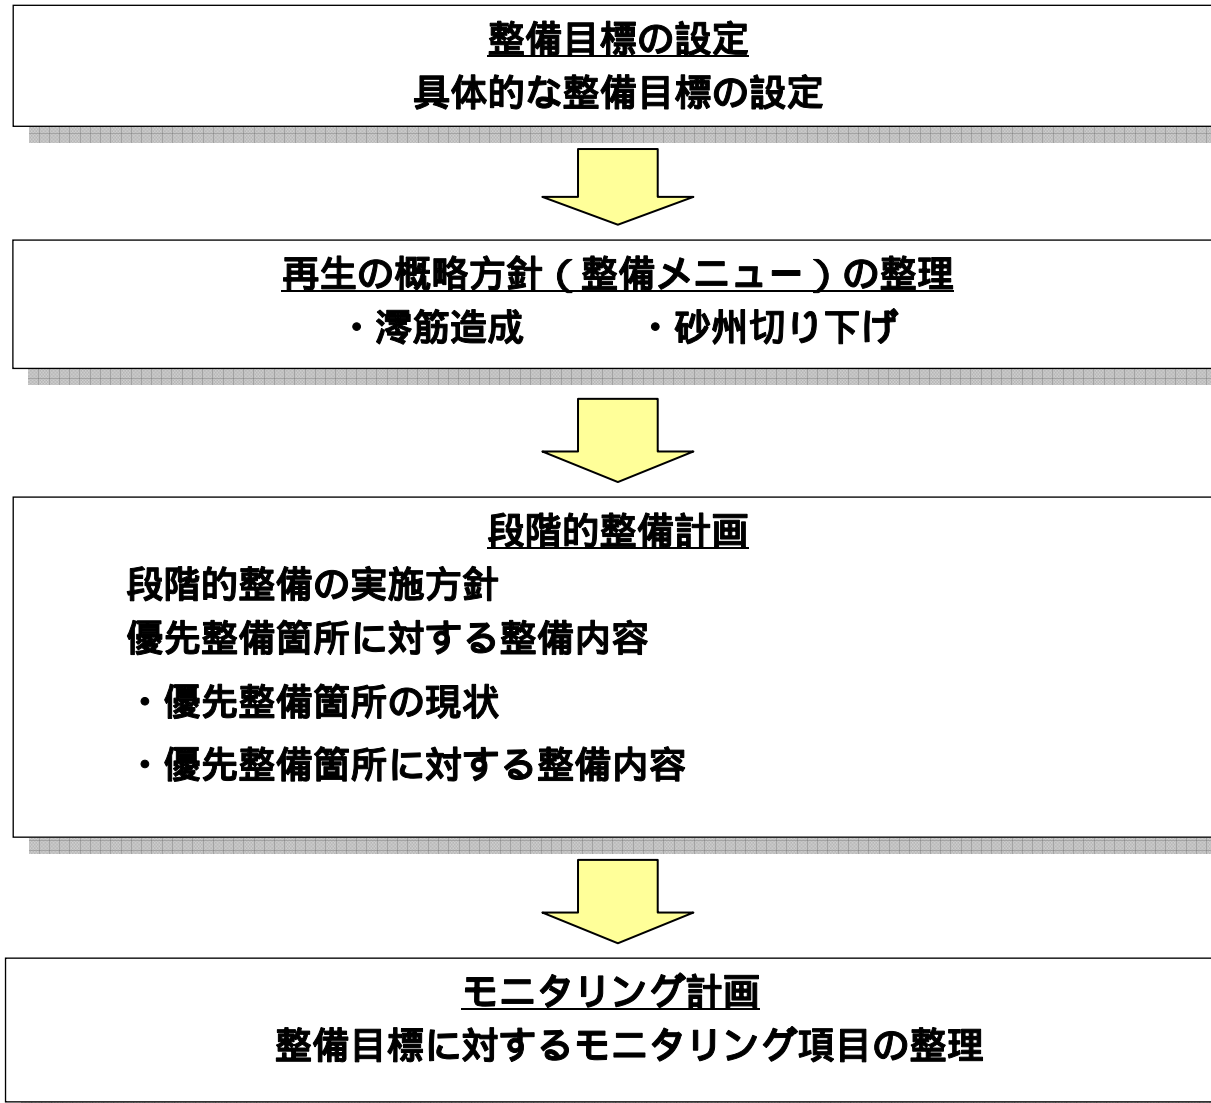 整備目標の設定
具体的な整備目標の設定
再生の概略方針（整備メニュー）の整理
・澪筋造成　　　・砂州切り下げ
段階的整備計画
段階的整備の実施方針
優先整備箇所に対する整備内容
・優先整備箇所の現状
・優先整備箇所に対する整備内容
モニタリング計画
整備目標に対するモニタリング項目の整理